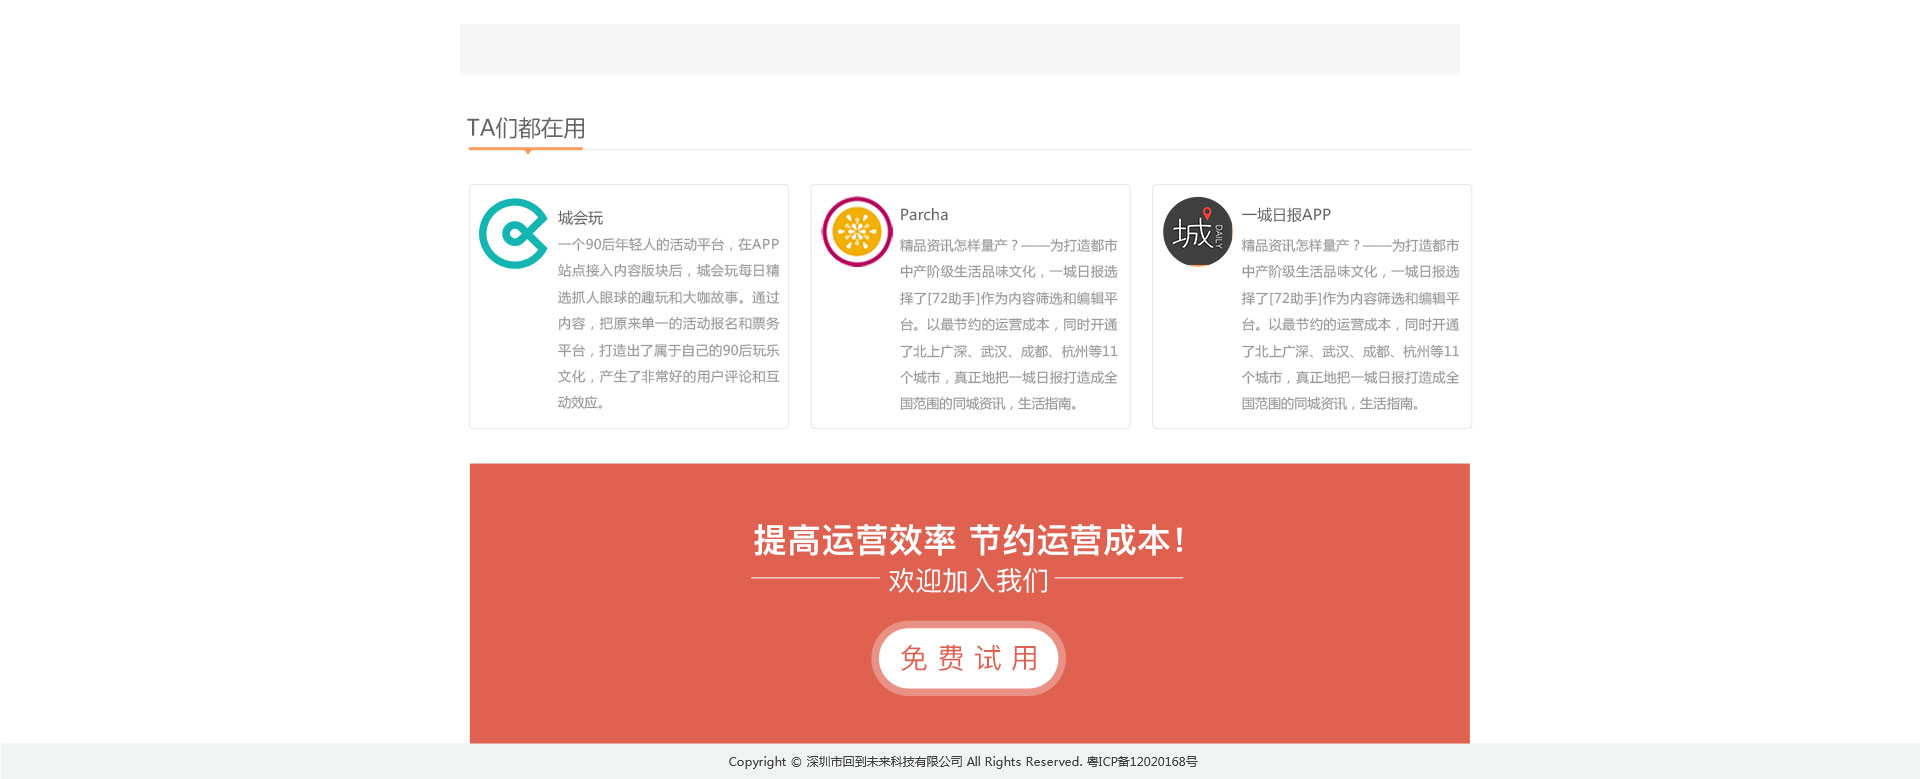 TA们都在用
城会玩
一个90后年轻人的活动平台，在APP
站点接入内容版块后，城会玩每日精
选抓人眼球的趣玩和大咖故事。通过
内容，把原来单一的活动报名和票务
平台，打造出了属于自己的90后玩乐
文化，产生了非常好的用户评论和互
动效应。
Parcha
精品资讯怎样量产？——为打造都市
中产阶级生活品味文化，一城日报选
择了[72助手]作为内容筛选和编辑平
台。以最节约的运营成本，同时开通
了北上广深、武汉、成都、杭州等11
个城市，真正地把一城日报打造成全
国范围的同城资讯，生活指南。
城
DAILY
一城日报APP
精品资讯怎样量产？——为打造都市
中产阶级生活品味文化，一城日报选
择了[72助手]作为内容筛选和编辑平
台。以最节约的运营成本，同时开通
了北上广深、武汉、成都、杭州等11
个城市，真正地把一城日报打造成全
国范围的同城资讯，生活指南。
提高运营效率 节约运营成本！
欢迎加入我们
免费试用
Copyright © 深圳市回到未来科技有限公司 All Rights Reserved. 粤ICP备12020168号